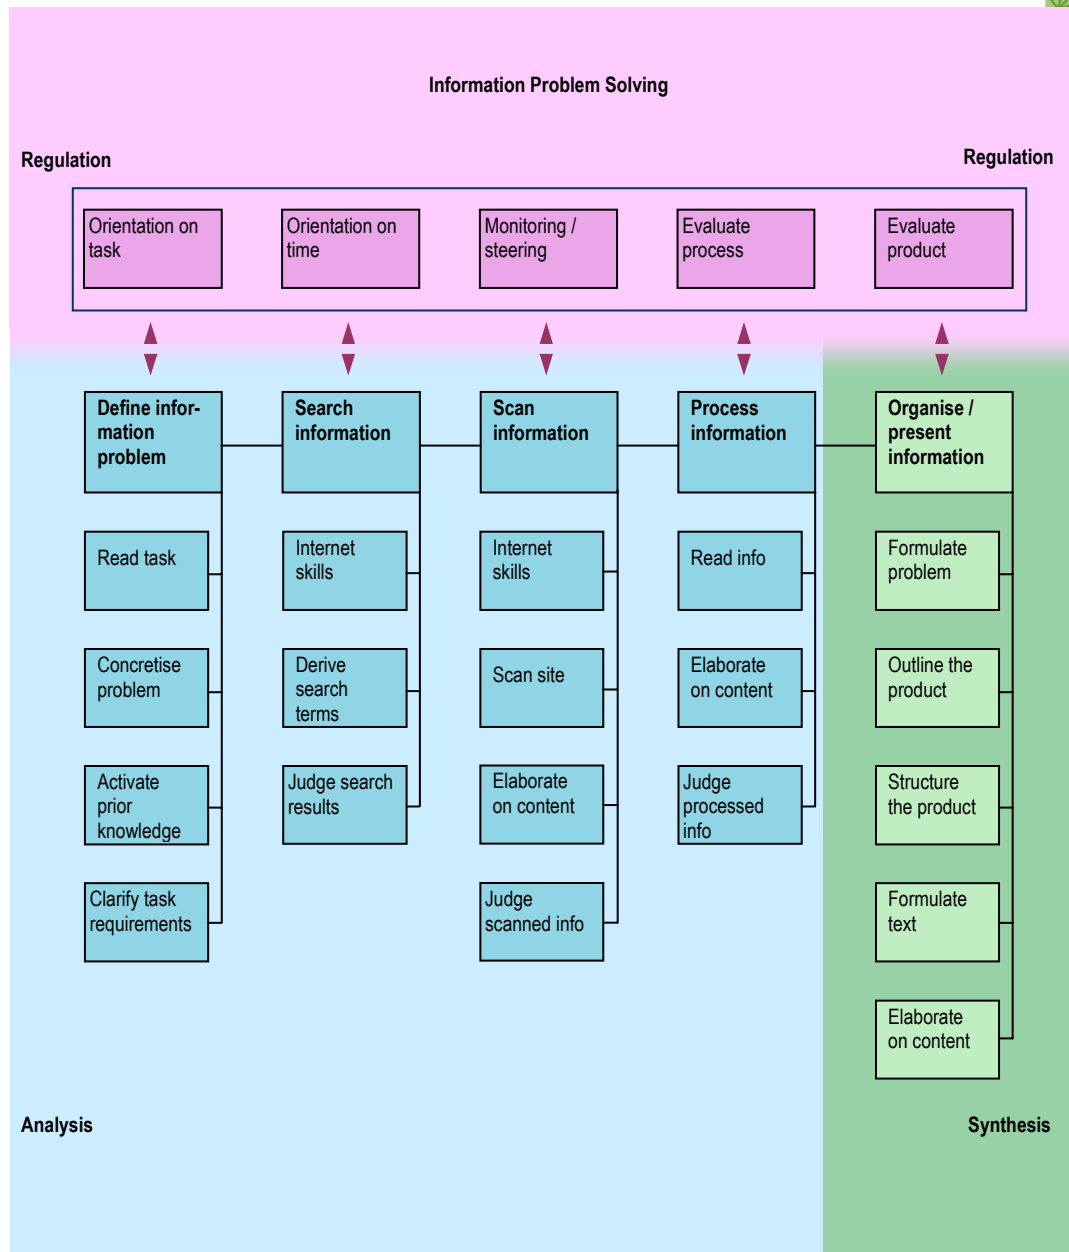 Information Problem Solving
Regulation
Regulation
Orientation on
task
Orientation on
time
Monitoring /
steering
Evaluate
process
Evaluate
product
Define infor-
mation
problem
Search
information
Scan
information
Process
information
Organise /
present
information
Read task
Concretise
problem
Activate
prior
knowledge
Clarify task
requirements
Internet
skills
Derive
search
terms
Judge search
results
Internet
skills
Scan site
Elaborate
on content
Judge
scanned info
Read info
Elaborate
on content
Judge
processed
info
Formulate
problem
Outline the
product
Structure
the product
Formulate
text
Elaborate
on content
Analysis
Synthesis